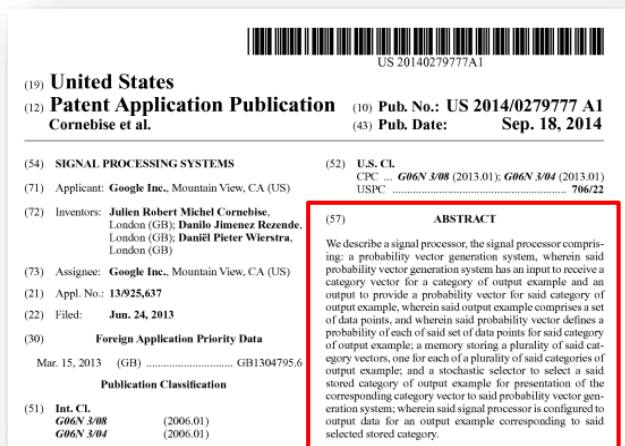 US 20140279777A1
(19) United States
(12) Patent Application Publication
Cornebise et al.
(10) Pub. No.: US 2014/0279777 A1
(43) Pub. Date: Sep. 18, 2014
(54) SIGNAL PROCESSING SYSTEMS
(71) Applicant: Google Inc., Mountain View, CA (US)
(72) Inventors: Julien Robert Michel Cornebise,
London (GB); Danilo Jimenez Rezende,
London (GB); Daniël Pieter Wierstra,
London (GB)
(73) Assignee: Google Inc., Mountain View, CA (US)
(21) Appl. No.: 13/925,637
(22) Filed: Jun. 24, 2013
(30) Foreign Application Priority Data
Mar. 15, 2013 (GB) .................................. GB1304795.6
Publication Classification
(51) Int. Cl.
G06N 3/08 (2006.01)
G06N 3/04 (2006.01)
(52) U.S. Cl.
CPC ... G06N 3/08 (2013.01); G06N 3/04 (2013.01)
USPC .......................................................... 706/22
(57) ABSTRACT
We describe a signal processor, the signal processor compris-
ing: a probability vector generation system, wherein said
probability vector generation system has an input to receive a
category vector for a category of output example and an
output to provide a probability vector for said category of
output example, wherein said output example comprises a set
of data points, and wherein said probability vector defines a
probability of each of said set of data points for said category
of output example; a memory storing a plurality of said cat-
egory vectors, one for each of a plurality of said categories of
output example; and a stochastic selector to select a said
stored category of output example for presentation of the
corresponding category vector to said probability vector gen-
eration system; wherein said signal processor is configured to
output data for an output example corresponding to said
selected stored category.